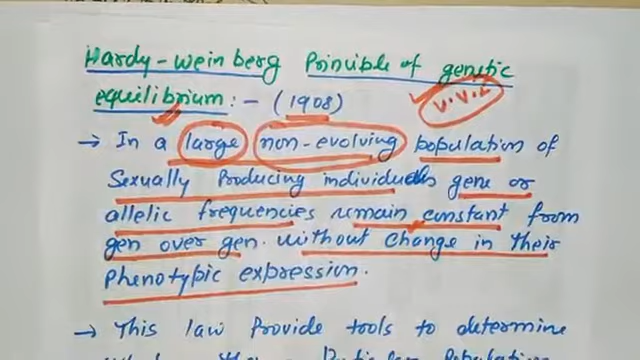 Hardy-Weinberg Principle of genetic
equilibrium:- (1908) V.V.I
→ In a large non-evolving population of
Sexually Producing individuals gene or
allelic frequencies remain constant from
gen over gen. without change in their
phenotypic expression.
→ This law Provide tools to determine